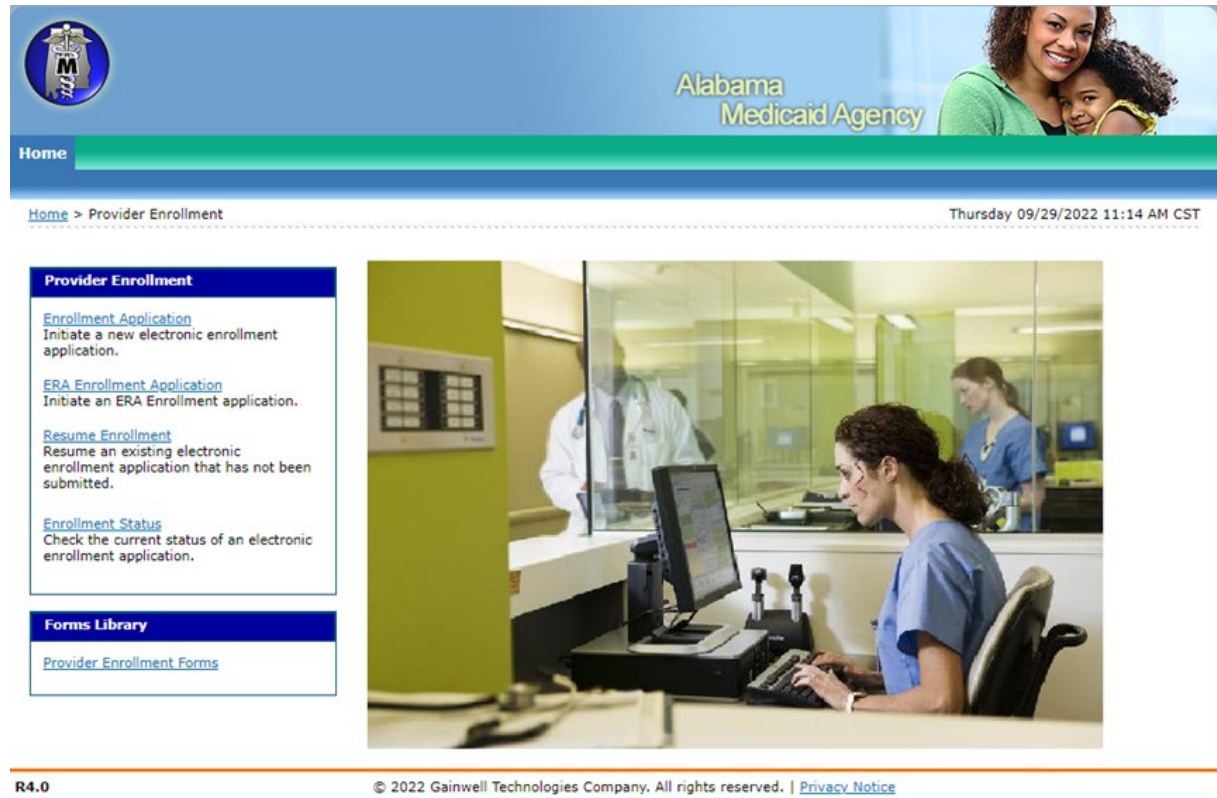 M
Alabama
Medicaid Agency
Home
Home > Provider Enrollment
Thursday 09/29/2022 11:14 AM CST
Provider Enrollment
Enrollment Application
Initiate a new electronic enrollment
application.
ERA Enrollment Application
Initiate an ERA Enrollment application.
Resume Enrollment
Resume an existing electronic
enrollment application that has not been
submitted.
Enrollment Status
Check the current status of an electronic
enrollment application.
Forms Library
Provider Enrollment Forms
R4.0
© 2022 Gainwell Technologies Company. All rights reserved. | Privacy Notice